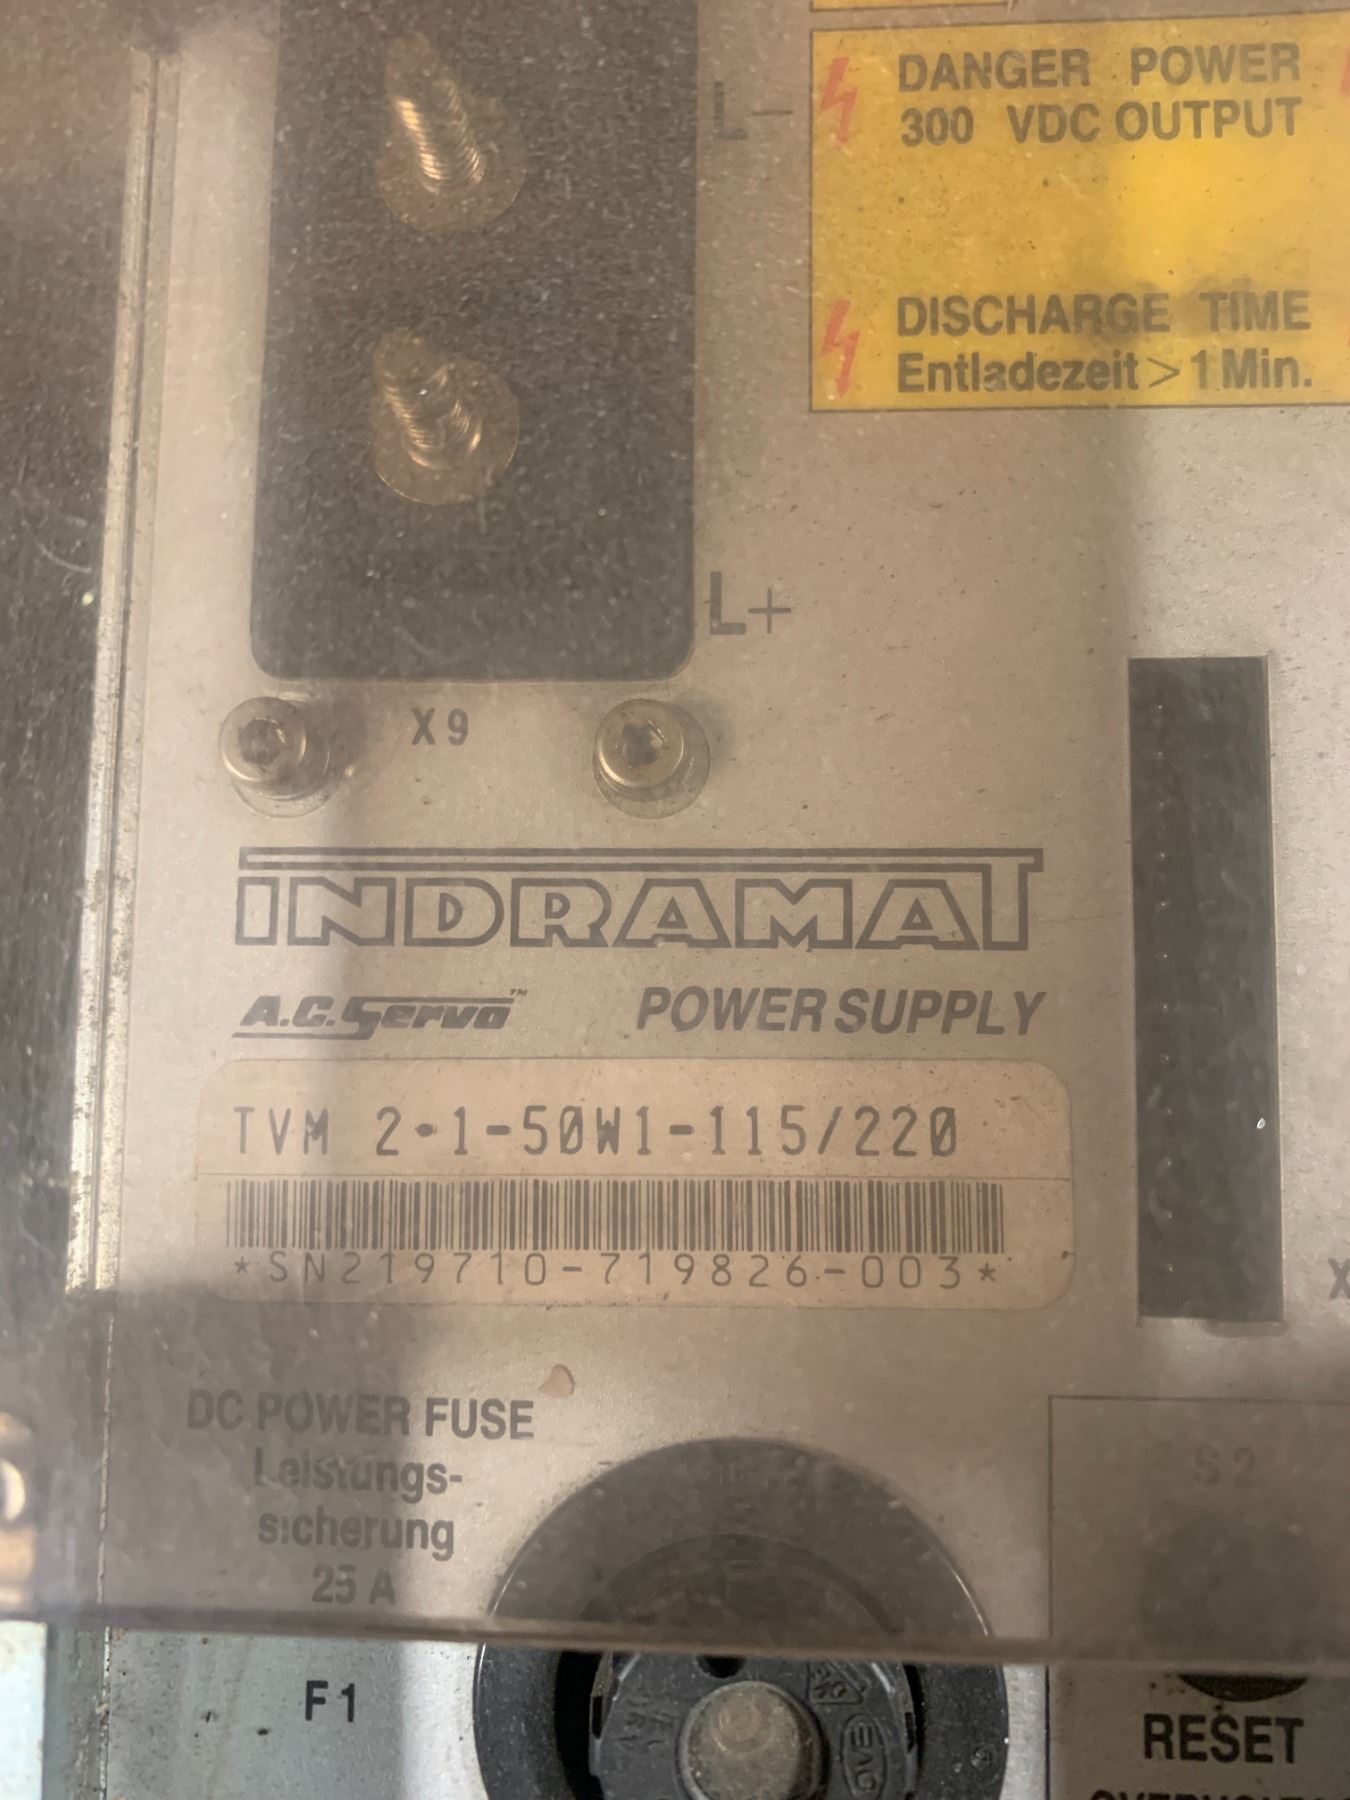 L-
DANGER POWER
300 VDC OUTPUT
DISCHARGE TIME
Entladezeit > 1 Min.
L+
X9
INDRAMAT
A.C. Servo™ POWER SUPPLY
TVM 2·1-50W1-115/220
*SN219710-719826-003*
X
DC POWER FUSE
Leistungs-
sicherung
25 A
S2
F1
RESET